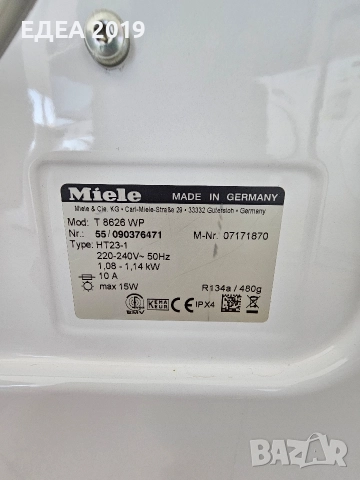 ЕДЕА 2019
Miele MADE IN GERMANY
Miele & Cie. KG • Carl-Miele-Straße 29 • 33332 Gütersloh • Germany
Mod: T 8626 WP
Nr.: 55/090376471 M-Nr. 07171870
Type: HT23-1
220-240V~ 50Hz
1,08 - 1,14 kW
10 A
max 15W R134a / 480g
IPX4
BAZAR